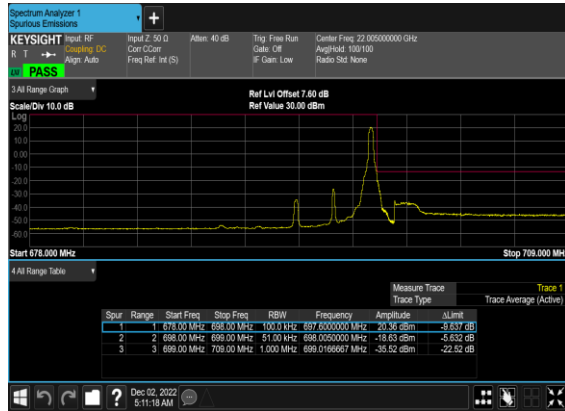 Spectrum Analyzer 1
Spurious Emissions
KEYSIGHT Input: RF Input Z: 50 Ω Atten: 40 dB Trig: Free Run Center Freq: 22.005000000 GHz
R T Coupling: DC Corr CCorr Gate: Off Avg|Hold: 100/100
Align: Auto Freq Ref: Int (S) IF Gain: Low Radio Std: None
PASS
3 All Range Graph Ref Lvl Offset 7.60 dB
Scale/Div 10.0 dB Ref Value 30.00 dBm
Log
20.0
10.0
0.00
-10.0
-20.0
-30.0
-40.0
-50.0
-60.0
Start 678.000 MHz Stop 709.000 MH
4 All Range Table
Measure Trace Trace 1
Trace Type Trace Average (Active)
Spur Range Start Freq Stop Freq RBW Frequency Amplitude ΔLimit
1 1 678.00 MHz 698.00 MHz 100.0 kHz 697.6000000 MHz 20.36 dBm -9.637 dB
2 2 698.00 MHz 699.00 MHz 51.00 kHz 698.0050000 MHz -18.63 dBm -5.632 dB
3 3 699.00 MHz 709.00 MHz 1.000 MHz 699.0166667 MHz -35.52 dBm -22.52 dB
? Dec 02, 2022
5:11:18 AM